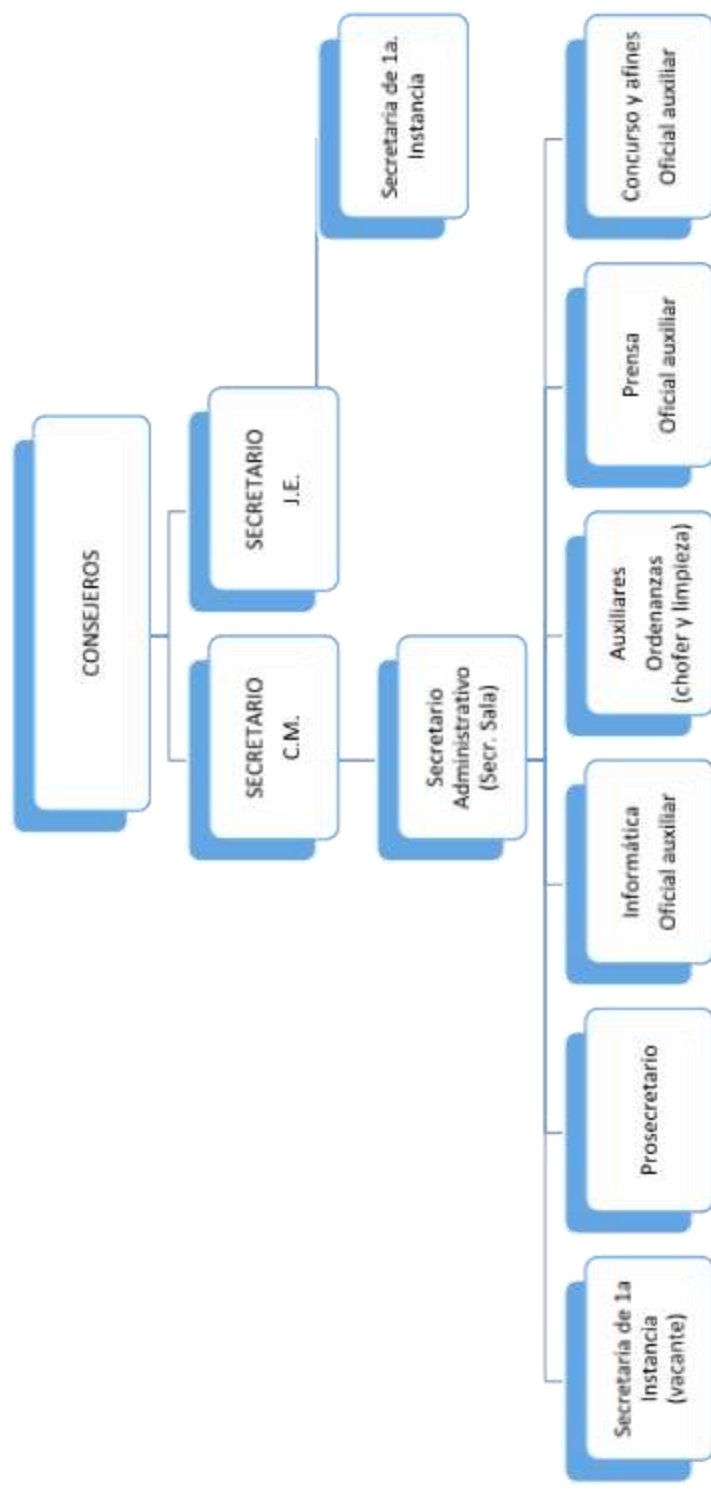 CONSEJEROS
SECRETARIO
C.M.
SECRETARIO
J.E.
Secretario
Administrativo
(Secr. Sala)
Secretaria de 1a.
Instancia
Secretaria de 1a
Instancia
(vacante)
Prosecretario
Informática
Oficial auxiliar
Auxiliares
Ordenanzas
(chofer y limpieza)
Prensa
Oficial auxiliar
Concurso y afines
Oficial auxiliar